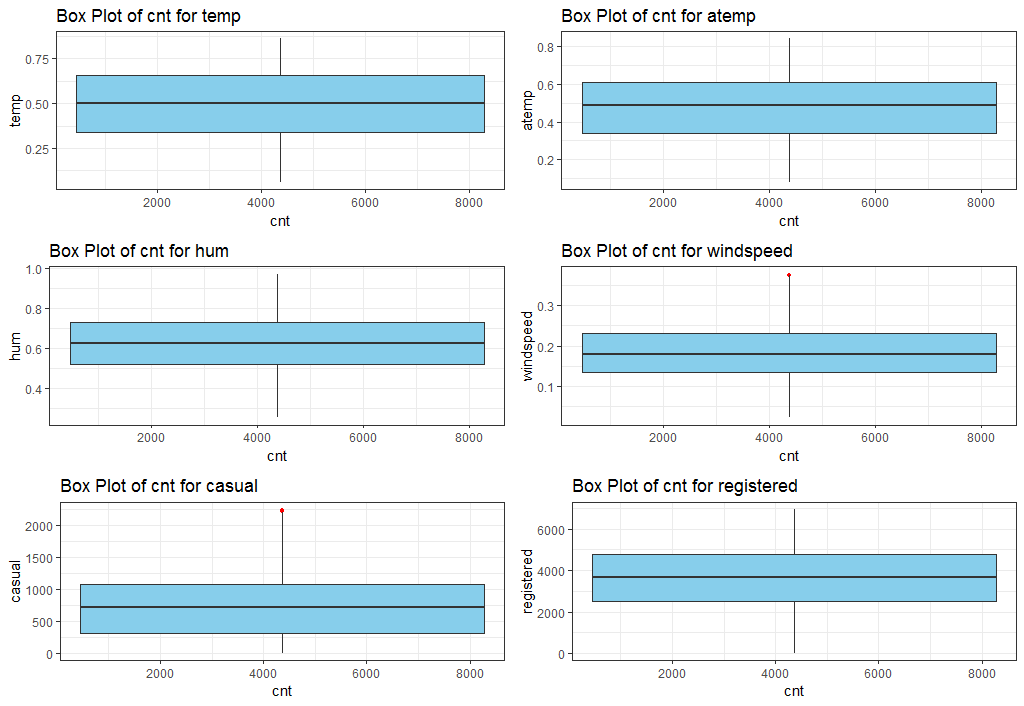 Box Plot of cnt for temp
0.75
0.50
0.25
temp
2000 4000 6000 8000
cnt
Box Plot of cnt for atemp
0.8
0.6
0.4
0.2
atemp
2000 4000 6000 8000
cnt
Box Plot of cnt for hum
1.0
0.8
0.6
0.4
hum
2000 4000 6000 8000
cnt
Box Plot of cnt for windspeed
0.3
0.2
0.1
windspeed
2000 4000 6000 8000
cnt
Box Plot of cnt for casual
2000
1500
1000
500
0
casual
2000 4000 6000 8000
cnt
Box Plot of cnt for registered
6000
4000
2000
0
registered
2000 4000 6000 8000
cnt